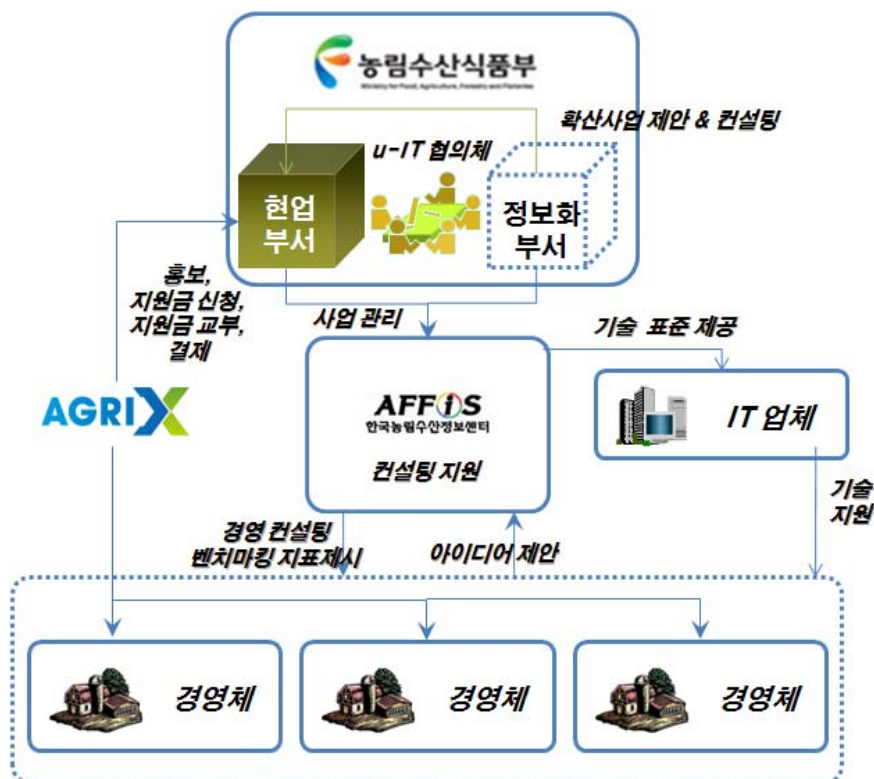 농림수산식품부
Ministry for Food, Agriculture, Forestry and Fisheries
확산사업 제안 & 컨설팅
u-IT 협의체
현업
부서
정보화
부서
홍보,
지원금 신청,
지원금 교부,
결제
사업 관리
기술 표준 제공
AGRIX
AFFiS
한국농림수산정보센터
컨설팅 지원
IT 업체
기술
지원
경영 컨설팅
벤치마킹 지표제시
아이디어 제안
경영체
경영체
경영체